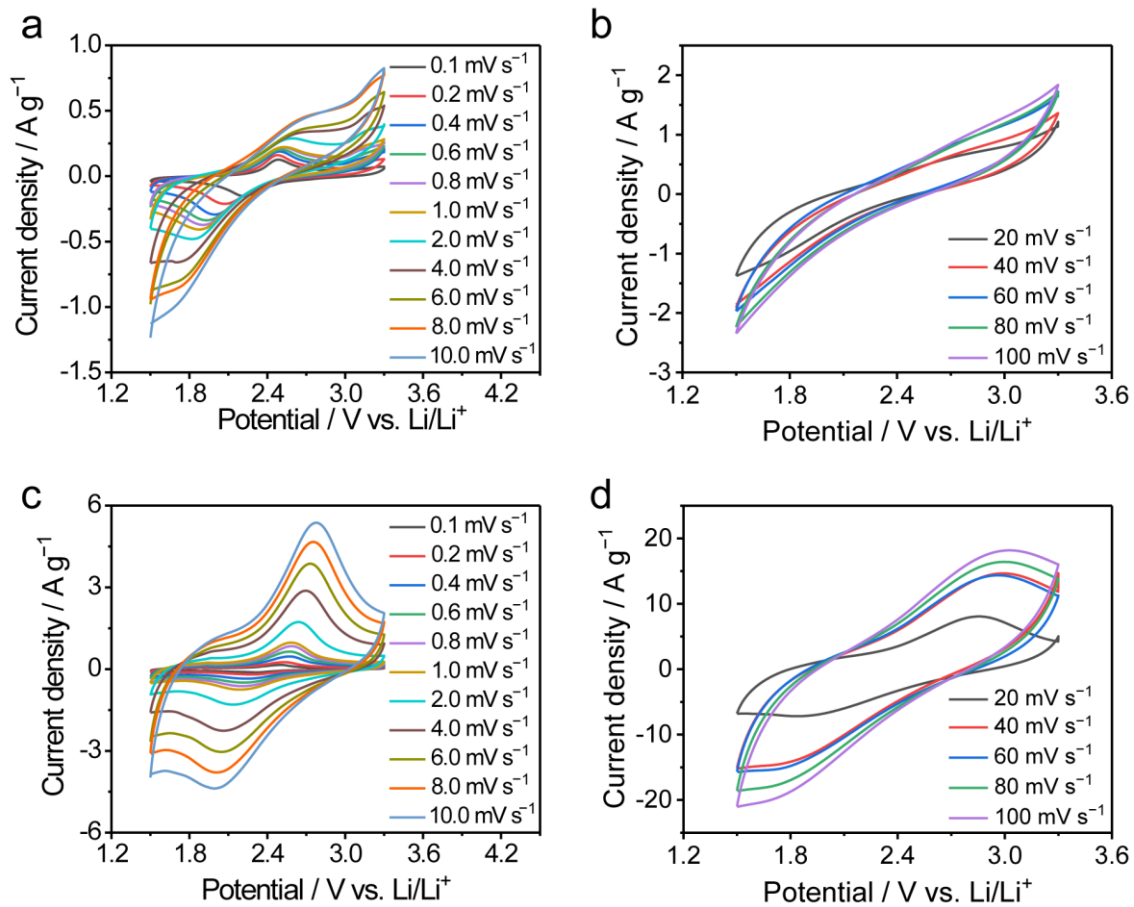 a
1.0
0.5
0.0
-0.5
-1.0
-1.5
Current density / A g⁻¹
0.1 mV s⁻¹
0.2 mV s⁻¹
0.4 mV s⁻¹
0.6 mV s⁻¹
0.8 mV s⁻¹
1.0 mV s⁻¹
2.0 mV s⁻¹
4.0 mV s⁻¹
6.0 mV s⁻¹
8.0 mV s⁻¹
10.0 mV s⁻¹
1.2 1.8 2.4 3.0 3.6 4.2
Potential / V vs. Li/Li⁺
b
2
1
0
-1
-2
-3
Current density / A g⁻¹
20 mV s⁻¹
40 mV s⁻¹
60 mV s⁻¹
80 mV s⁻¹
100 mV s⁻¹
1.2 1.8 2.4 3.0 3.6
Potential / V vs. Li/Li⁺
c
6
3
0
-3
-6
Current density / A g⁻¹
0.1 mV s⁻¹
0.2 mV s⁻¹
0.4 mV s⁻¹
0.6 mV s⁻¹
0.8 mV s⁻¹
1.0 mV s⁻¹
2.0 mV s⁻¹
4.0 mV s⁻¹
6.0 mV s⁻¹
8.0 mV s⁻¹
10.0 mV s⁻¹
1.2 1.8 2.4 3.0 3.6 4.2
Potential / V vs. Li/Li⁺
d
20
10
0
-10
-20
Current density / A g⁻¹
20 mV s⁻¹
40 mV s⁻¹
60 mV s⁻¹
80 mV s⁻¹
100 mV s⁻¹
1.2 1.8 2.4 3.0 3.6
Potential / V vs. Li/Li⁺